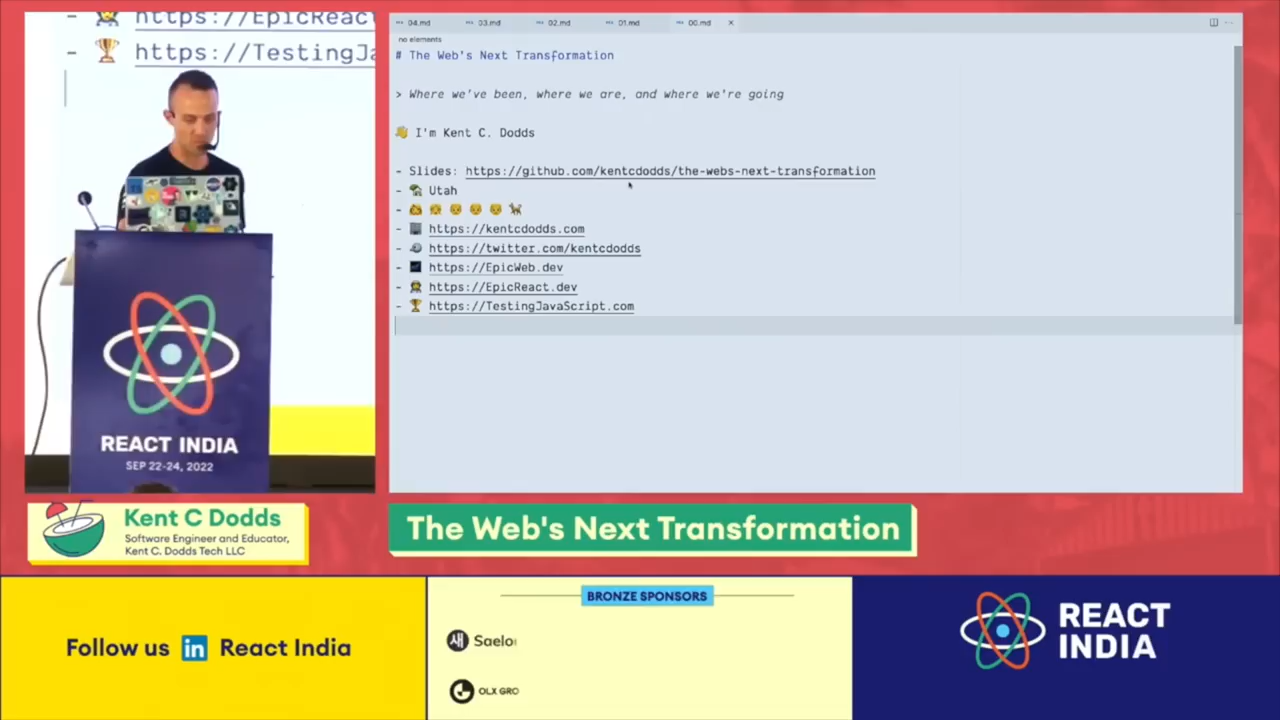 https://EpicReact
https://TestingJa
REACT INDIA
SEP 22-24, 2022
04.md
03.md
02.md
01.md
00.md
no elements
# The Web's Next Transformation
> Where we've been, where we are, and where we're going
👋 I'm Kent C. Dodds
- Slides: https://github.com/kentcdodds/the-webs-next-transformation
- 🏡 Utah
- https://kentcdodds.com
- https://twitter.com/kentcdodds
- https://EpicWeb.dev
- https://EpicReact.dev
- 🏆 https://TestingJavaScript.com
Kent C Dodds
Software Engineer and Educator,
Kent C. Dodds Tech LLC
The Web's Next Transformation
Follow us in React India
BRONZE SPONSORS
OLX GRO
REACT
INDIA